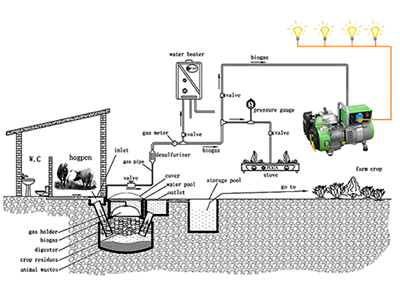 water heater
biogas
valve
pressure gauge
gas meter
valve
desulfurizer
biogas
valve
hogpen
W.C
inlet
gas pipe
valve
stove
farm crop
cover
water pool
outlet
storage pool
go to
gas holder
biogas
digester
crop residues
animal wastes